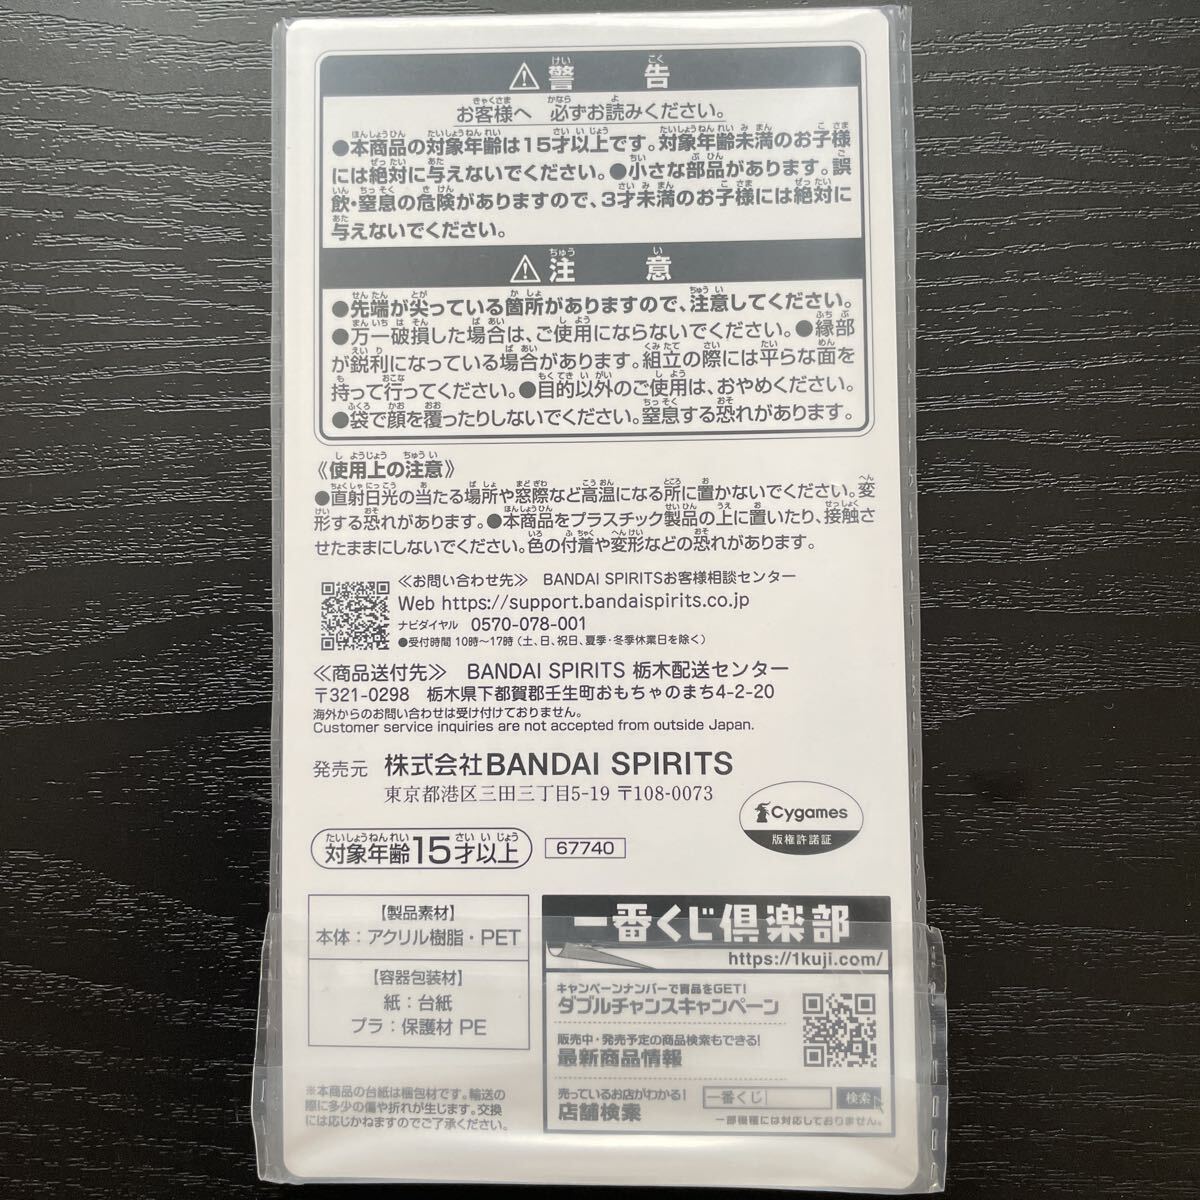 ⚠警告
お客様へ 必ずお読みください。
●本商品の対象年齢は15才以上です。対象年齢未満のお子様
には絶対に与えないでください。●小さな部品があります。誤
飲・窒息の危険がありますので、3才未満のお子様には絶対に
与えないでください。
⚠注意
●先端が尖っている箇所がありますので、注意してください。
●万一破損した場合は、ご使用にならないでください。●縁部
が鋭利になっている場合があります。組立の際には平らな面を
持って行ってください。●目的以外のご使用は、おやめください。
●袋で顔を覆ったりしないでください。窒息する恐れがあります。
《使用上の注意》
●直射日光の当たる場所や窓際など高温になる所に置かないでください。変
形する恐れがあります。●本商品をプラスチック製品の上に置いたり、接触さ
せたままにしないでください。色の付着や変形などの恐れがあります。
≪お問い合わせ先≫ BANDAI SPIRITSお客様相談センター
Web https://support.bandaispirits.co.jp
ナビダイヤル 0570-078-001
●受付時間 10時〜17時(土、日、祝日、夏季・冬季休業日を除く)
≪商品送付先≫ BANDAI SPIRITS 栃木配送センター
〒321-0298 栃木県下都賀郡壬生町おもちゃのまち4-2-20
海外からのお問い合わせは受け付けておりません。
Customer service inquiries are not accepted from outside Japan.
発売元 株式会社BANDAI SPIRITS
東京都港区三田三丁目5-19 〒108-0073
Cygames
版権許諾証
対象年齢15才以上
67740
【製品素材】
本体：アクリル樹脂・PET
【容器包装材】
紙：台紙
プラ：保護材 PE
※本商品の台紙は梱包材です。輸送の
際に多少の傷や折れが生じます。交換
には応じかねますのでご了承ください。
一番くじ倶楽部
https://1kuji.com/
キャンペーンナンバーで賞品をGET!
ダブルチャンスキャンペーン
販売中・発売予定の商品検索もできる!
最新商品情報
売っているお店がわかる!
店舗検索
一番くじ 検索
一部機種には対応しておりません。